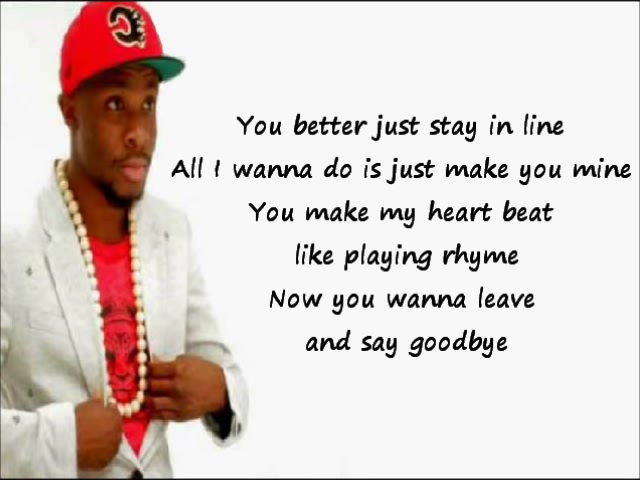 You better just stay in line
All I wanna do is just make you mine
You make my heart beat
like playing rhyme
Now you wanna leave
and say goodbye